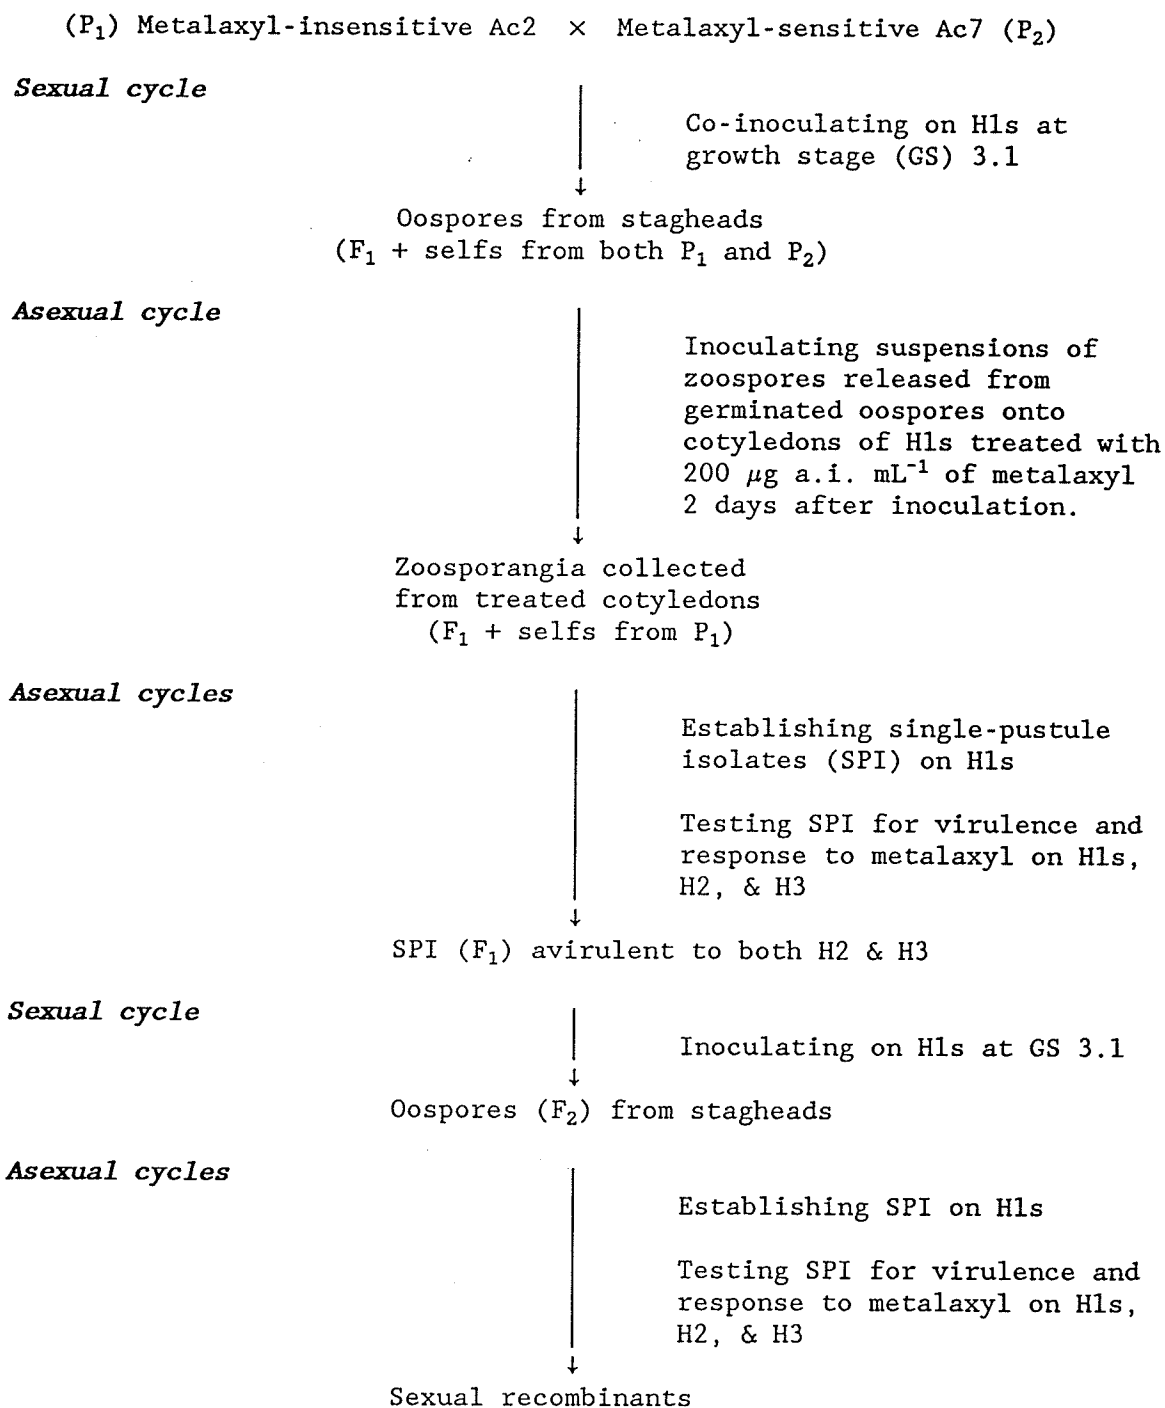 (P₁) Metalaxyl-insensitive Ac2 × Metalaxyl-sensitive Ac7 (P₂)
Sexual cycle
Co-inoculating on H1s at
growth stage (GS) 3.1
Oospores from stagheads
(F₁ + selfs from both P₁ and P₂)
Asexual cycle
Inoculating suspensions of
zoospores released from
germinated oospores onto
cotyledons of H1s treated with
200 μg a.i. mL⁻¹ of metalaxyl
2 days after inoculation.
Zoosporangia collected
from treated cotyledons
(F₁ + selfs from P₁)
Asexual cycles
Establishing single-pustule
isolates (SPI) on H1s
Testing SPI for virulence and
response to metalaxyl on H1s,
H2, & H3
SPI (F₁) avirulent to both H2 & H3
Sexual cycle
Inoculating on H1s at GS 3.1
Oospores (F₂) from stagheads
Asexual cycles
Establishing SPI on H1s
Testing SPI for virulence and
response to metalaxyl on H1s,
H2, & H3
Sexual recombinants